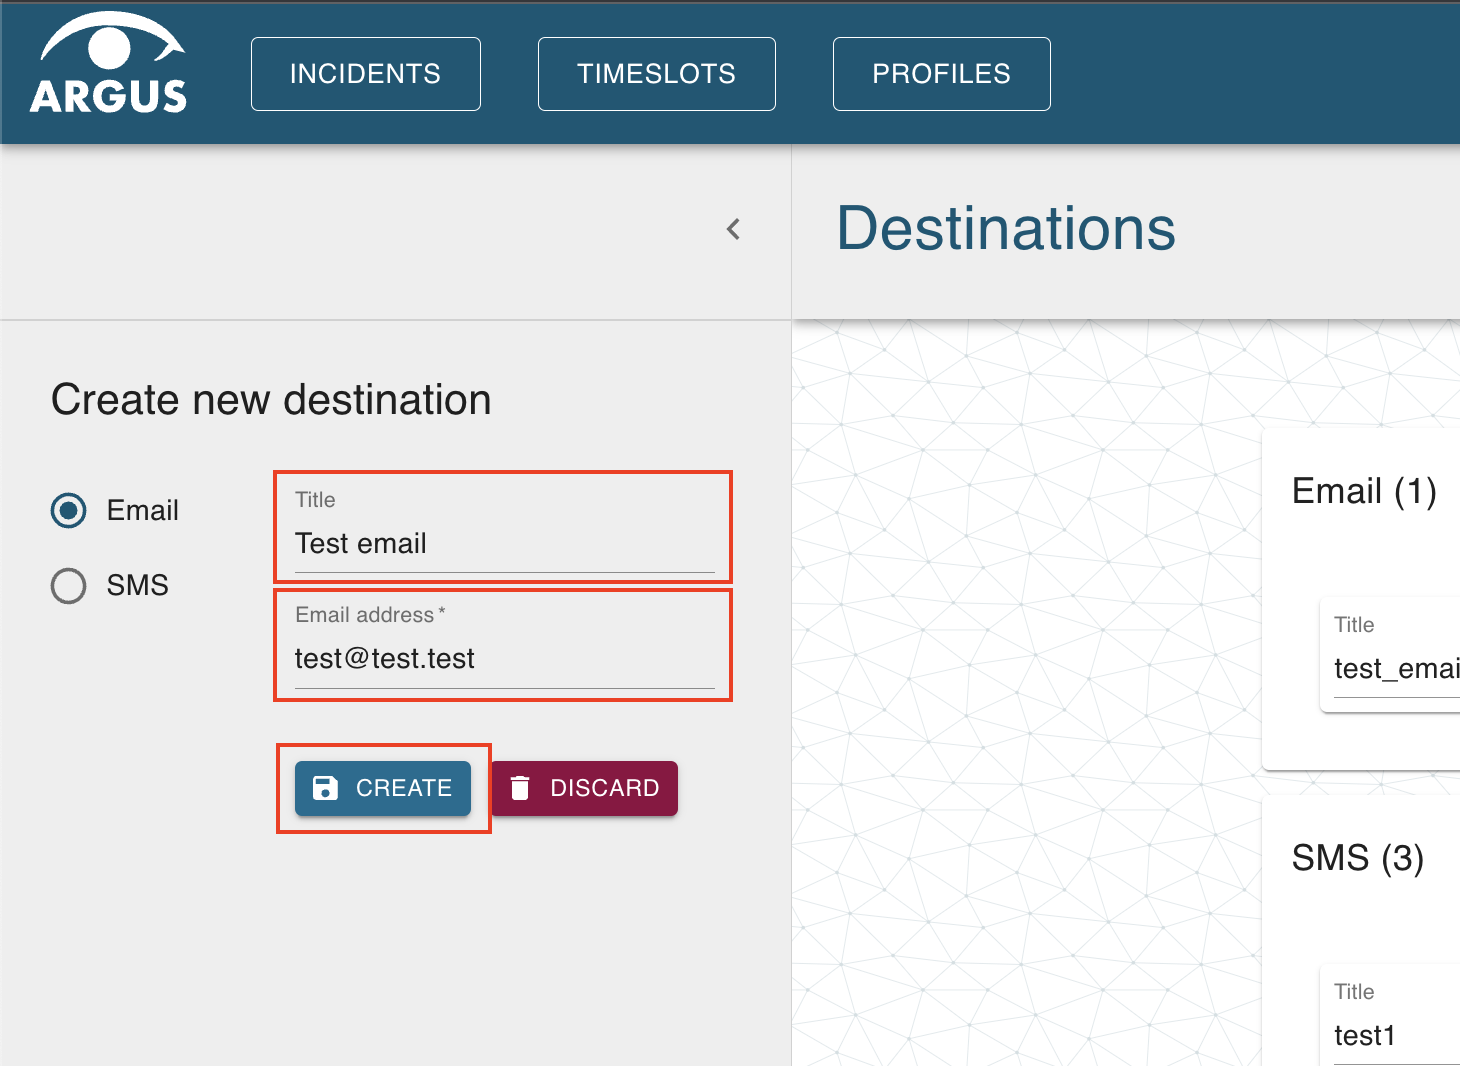 ARGUS
INCIDENTS
TIMESLOTS
PROFILES
Destinations
Create new destination
Email
SMS
Title
Test email
Email address *
test@test.test
CREATE
DISCARD
Email (1)
Title
test_emai
SMS (3)
Title
test1